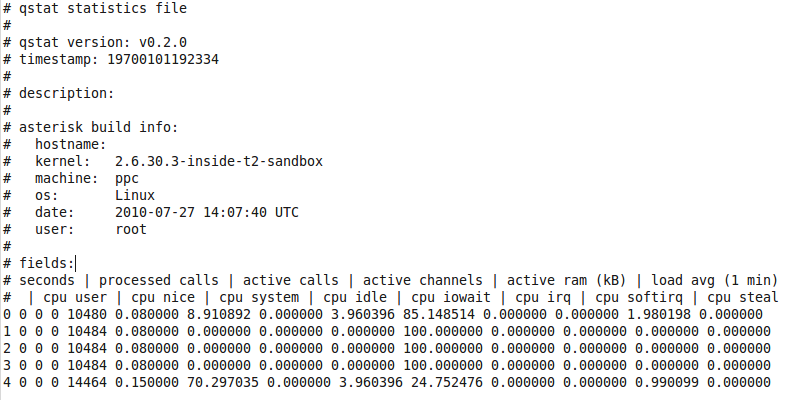 # qstat statistics file
#
# qstat version: v0.2.0
# timestamp: 19700101192334
#
# description:
#
# asterisk build info:
#   hostname:
#   kernel:   2.6.30.3-inside-t2-sandbox
#   machine:  ppc
#   os:       Linux
#   date:     2010-07-27 14:07:40 UTC
#   user:     root
#
# fields:
# seconds | processed calls | active calls | active channels | active ram (kB) | load avg (1 min)
#  | cpu user | cpu nice | cpu system | cpu idle | cpu iowait | cpu irq | cpu softirq | cpu steal
0 0 0 0 10480 0.080000 8.910892 0.000000 3.960396 85.148514 0.000000 0.000000 1.980198 0.000000
1 0 0 0 10484 0.080000 0.000000 0.000000 0.000000 100.000000 0.000000 0.000000 0.000000 0.000000
2 0 0 0 10484 0.080000 0.000000 0.000000 0.000000 100.000000 0.000000 0.000000 0.000000 0.000000
3 0 0 0 10484 0.080000 0.000000 0.000000 0.000000 100.000000 0.000000 0.000000 0.000000 0.000000
4 0 0 0 14464 0.150000 70.297035 0.000000 3.960396 24.752476 0.000000 0.000000 0.990099 0.000000